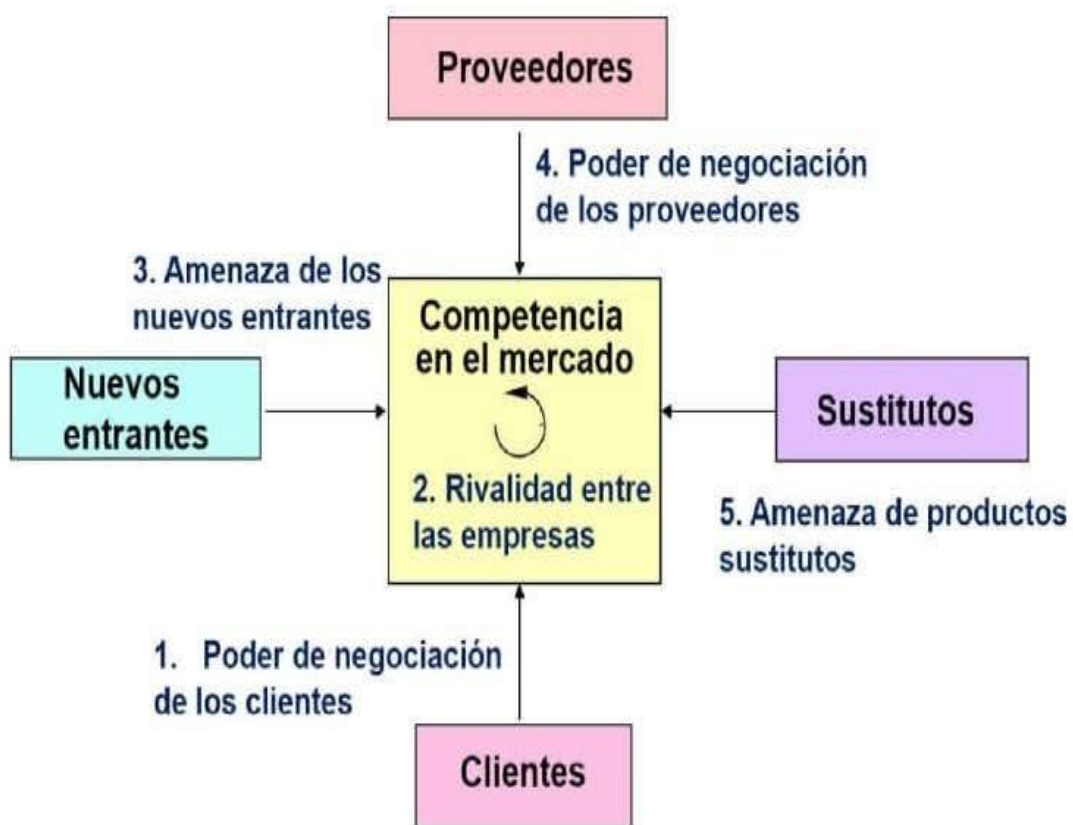 Proveedores
4. Poder de negociación
de los proveedores
3. Amenaza de los
nuevos entrantes
Competencia
en el mercado
Nuevos
entrantes
Sustitutos
2. Rivalidad entre
las empresas
5. Amenaza de productos
sustitutos
1. Poder de negociación
de los clientes
Clientes